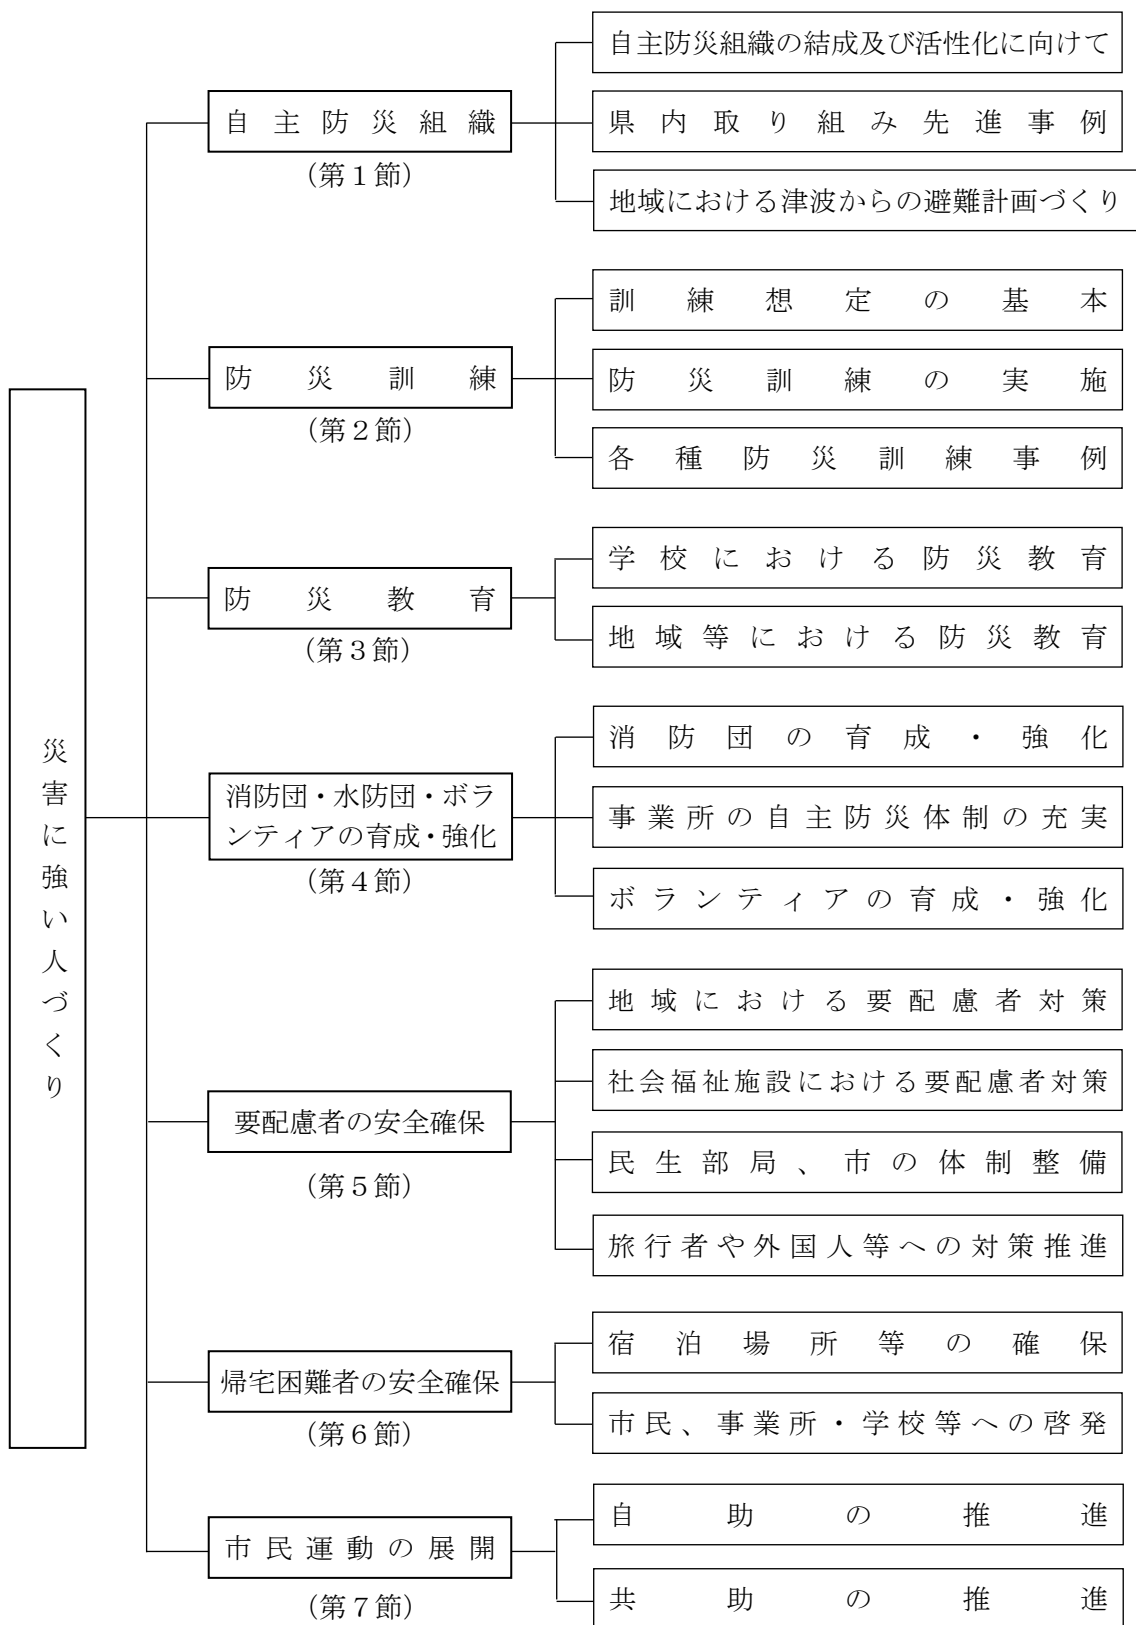 災害に強い人づくり
自主防災組織
(第1節)
自主防災組織の結成及び活性化に向けて
県内取り組み先進事例
地域における津波からの避難計画づくり
防災訓練
(第2節)
訓練想定の基本
防災訓練の実施
各種防災訓練事例
防災教育
(第3節)
学校における防災教育
地域等における防災教育
消防団・水防団・ボラ
ンティアの育成・強化
(第4節)
消防団の育成・強化
事業所の自主防災体制の充実
ボランティアの育成・強化
要配慮者の安全確保
(第5節)
地域における要配慮者対策
社会福祉施設における要配慮者対策
民生部局、市の体制整備
旅行者や外国人等への対策推進
帰宅困難者の安全確保
(第6節)
宿泊場所等の確保
市民、事業所・学校等への啓発
市民運動の展開
(第7節)
自助の推進
共助の推進